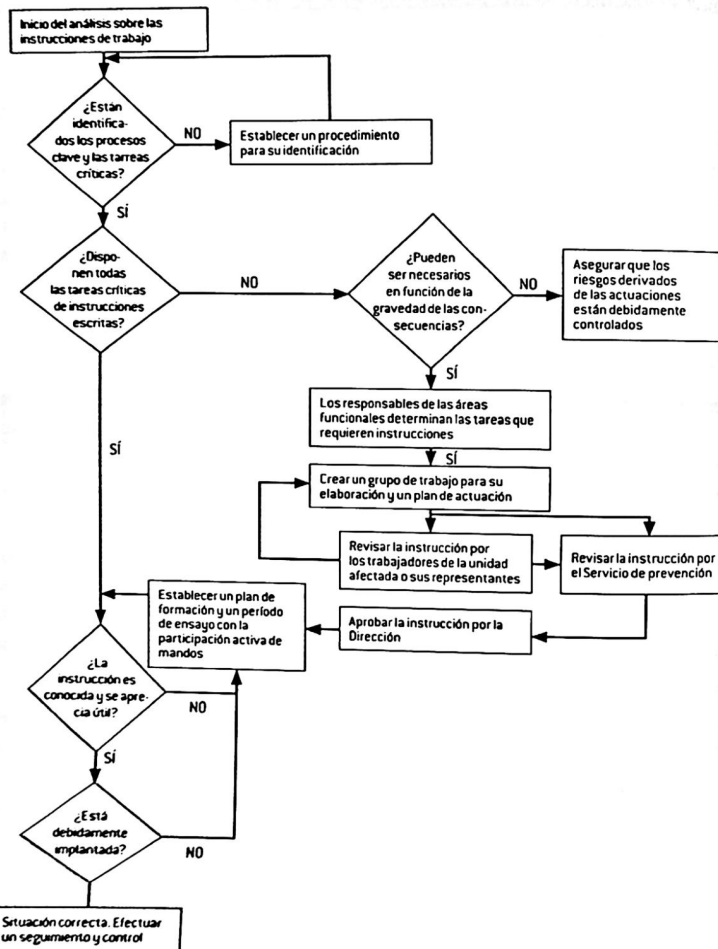 Inicio del análisis sobre las
instrucciones de trabajo
¿Están
identifica-
dos los procesos
clave y las tarreas
críticas?
NO
Establecer un procedimiento
para su identificación
SÍ
¿Dispo-
nen todas
las tareas críticas
de instrucciones
escritas?
NO
¿Pueden
ser necesarios
en función de la
gravedad de las con-
secuencias?
NO
Asegurar que los
riesgos derivados
de las actuaciones
están debidamente
controlados
SÍ
Los responsables de las áreas
funcionales determinan las tareas que
requieren instrucciones
SÍ
SÍ
Crear un grupo de trabajo para su
elaboración y un plan de actuación
Revisar la instrucción por
los trabajadores de la unidad
afectada o sus representantes
Revisar la instrucción por
el Servicio de prevención
Establecer un plan de
formación y un período
de ensayo con la
participación activa de
mandos
Aprobar la instrucción por la
Dirección
¿La
instrucción es
conocida y se apre-
cia útil?
NO
SÍ
¿Está
debidamente
implantada?
NO
Situación correcta. Efectuar
un seguimiento y control